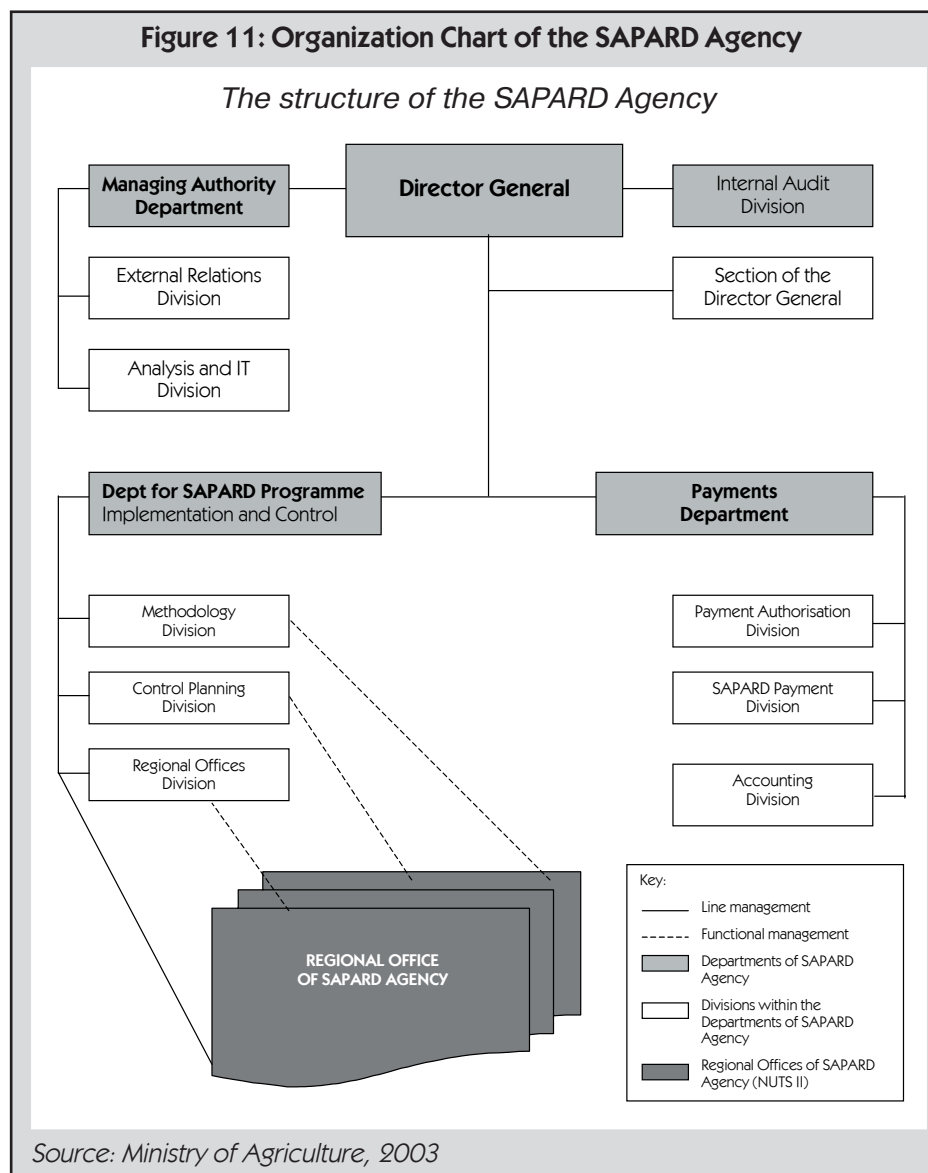 Figure 11: Organization Chart of the SAPARD Agency
The structure of the SAPARD Agency
Managing Authority
Department
Director General
Internal Audit
Division
External Relations
Division
Section of the
Director General
Analysis and IT
Division
Dept for SAPARD Programme
Implementation and Control
Payments
Department
Methodology
Division
Payment Authorisation
Division
Control Planning
Division
SAPARD Payment
Division
Regional Offices
Division
Accounting
Division
REGIONAL OFFICE
OF SAPARD AGENCY
Key:
Line management
Functional management
Departments of SAPARD
Agency
Divisions within the
Departments of SAPARD
Agency
Regional Offices of SAPARD
Agency (NUTS II)
Source: Ministry of Agriculture, 2003